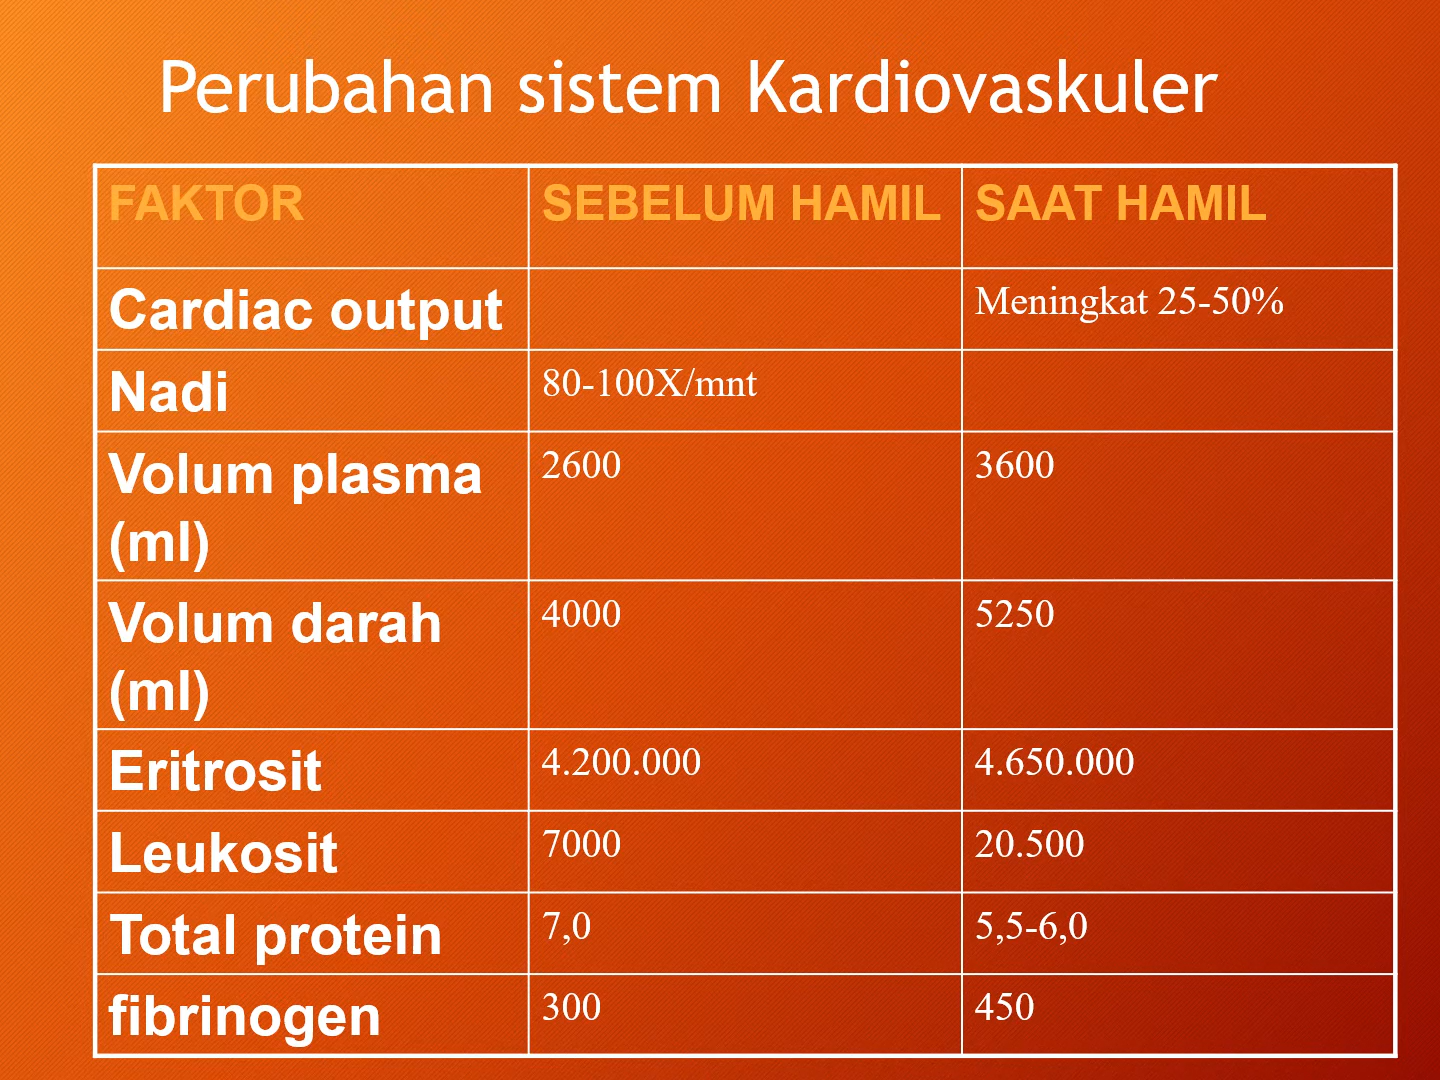 Perubahan sistem Kardiovaskuler
FAKTOR SEBELUM HAMIL SAAT HAMIL
Cardiac output Meningkat 25-50%
Nadi 80-100X/mnt
Volum plasma 2600 3600
(ml)
Volum darah 4000 5250
(ml)
Eritrosit 4.200.000 4.650.000
Leukosit 7000 20.500
Total protein 7,0 5,5-6,0
fibrinogen 300 450